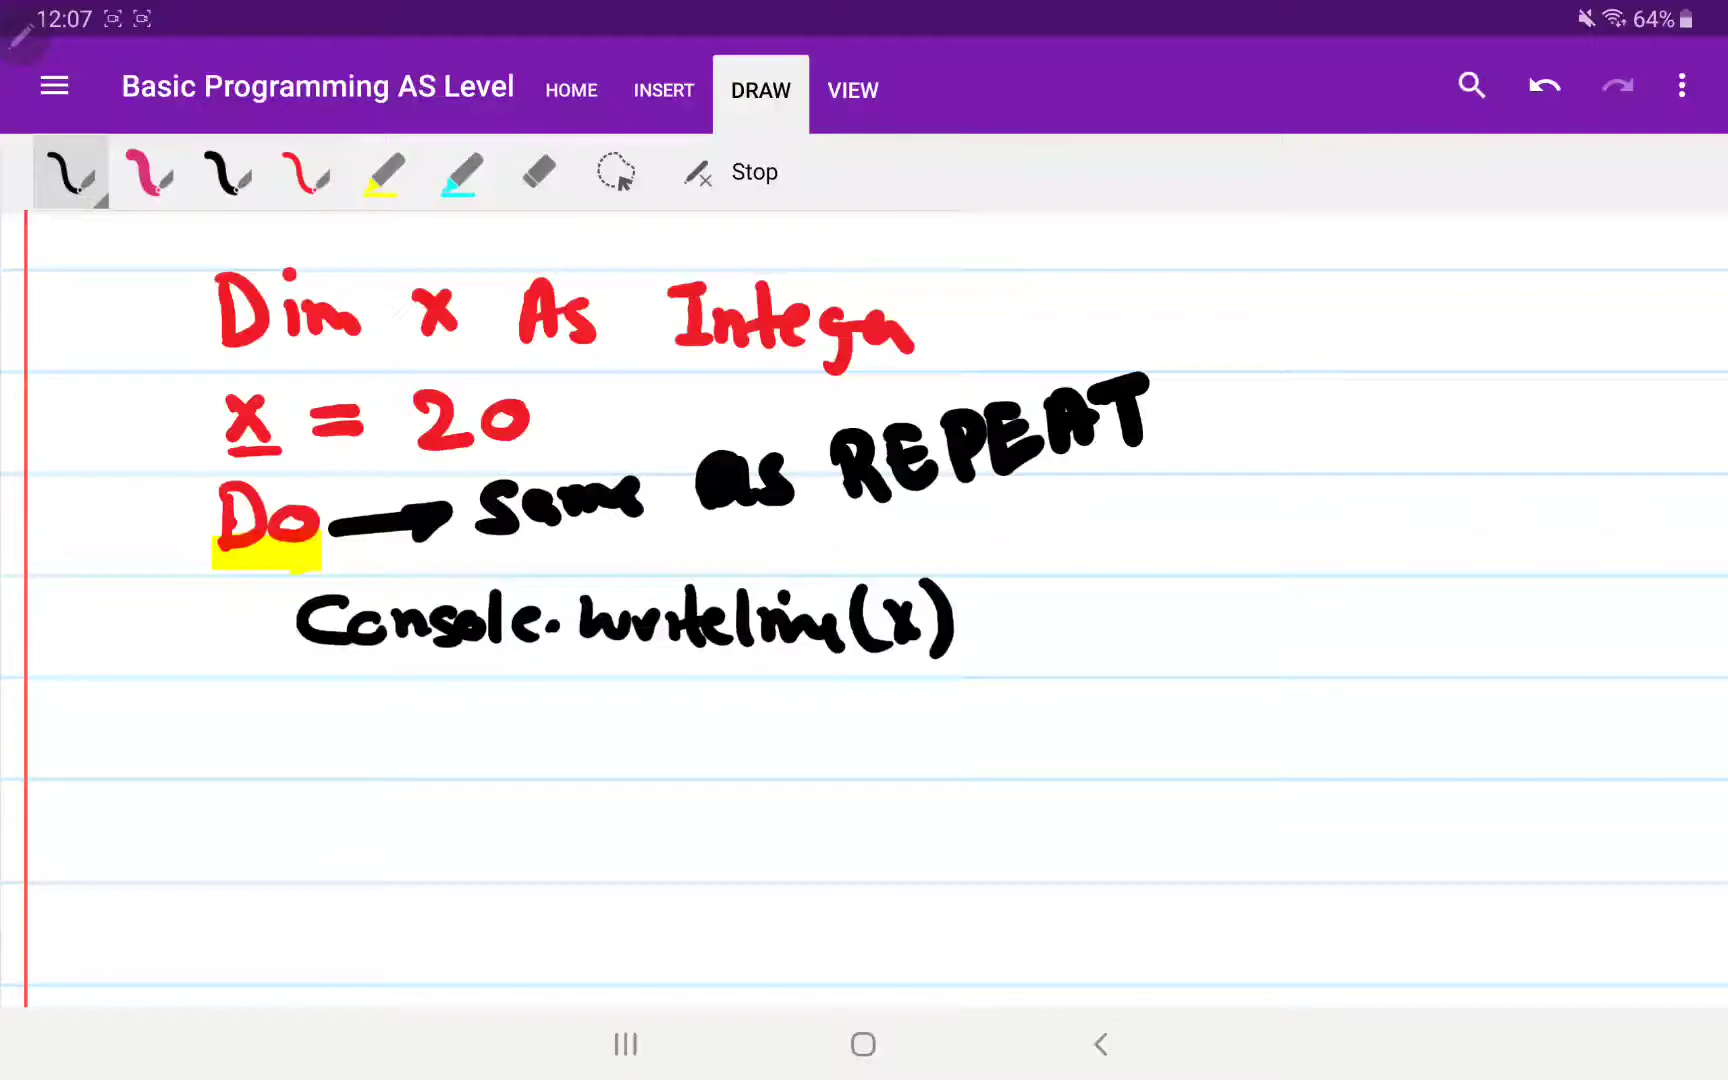 12:07 64%
Basic Programming AS Level HOME INSERT DRAW VIEW
Stop
Dim x As Integer
x = 20
Do → Same as REPEAT
Console.writeline(x)